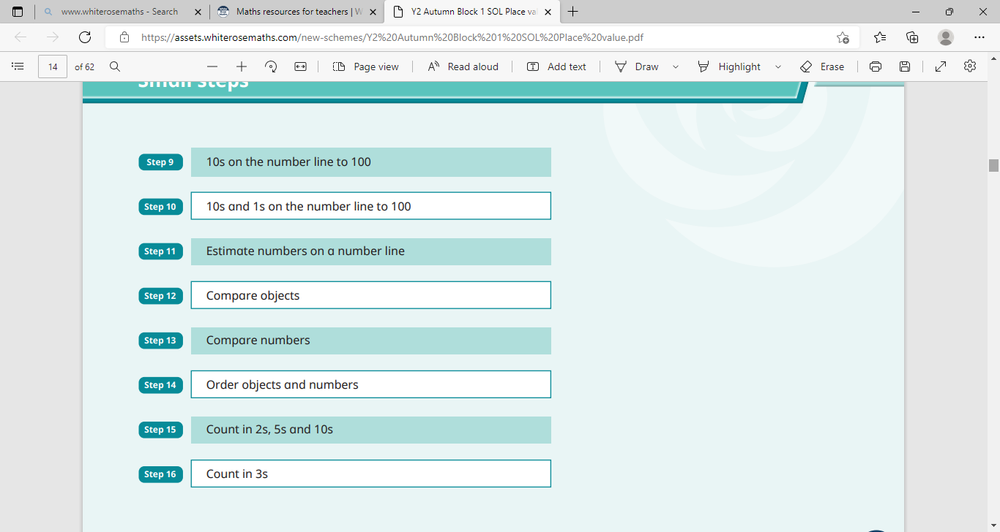 www.whiterosemaths - Search
Maths resources for teachers | W
Y2 Autumn Block 1 SOL Place va
https://assets.whiterosemaths.com/new-schemes/Y2%20Autumn%20Block%201%20SOL%20Place%20value.pdf
14 of 62 Page view Read aloud Add text Draw Highlight Erase
Small steps
Step 9 10s on the number line to 100
Step 10 10s and 1s on the number line to 100
Step 11 Estimate numbers on a number line
Step 12 Compare objects
Step 13 Compare numbers
Step 14 Order objects and numbers
Step 15 Count in 2s, 5s and 10s
Step 16 Count in 3s